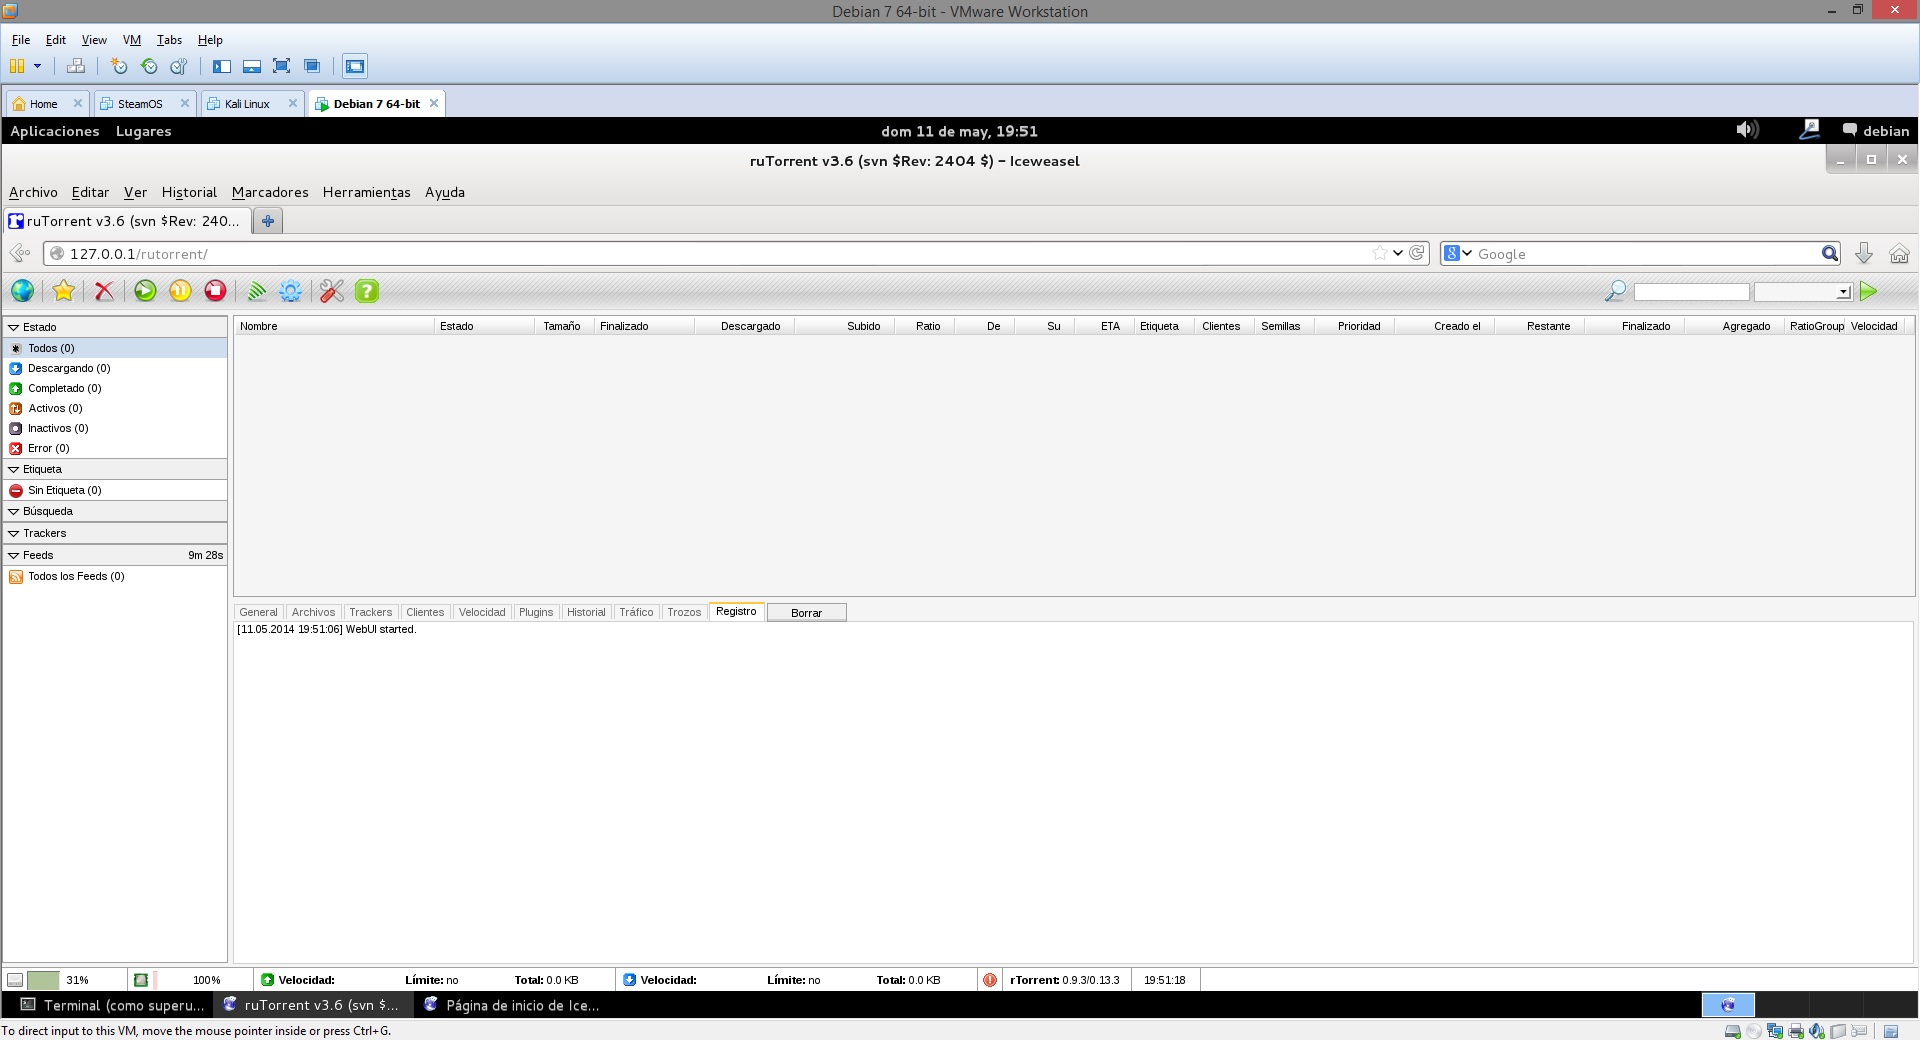 Debian 7 64-bit - VMware Workstation
File Edit View VM Tabs Help
Home SteamOS Kali Linux Debian 7 64-bit
Aplicaciones Lugares dom 11 de may, 19:51 debian
ruTorrent v3.6 (svn $Rev: 2404 $) – Iceweasel
Archivo Editar Ver Historial Marcadores Herramientas Ayuda
ruTorrent v3.6 (svn $Rev: 240...
127.0.0.1/rutorrent/ Google
Nombre Estado Tamaño Finalizado Descargado Subido Ratio De Su ETA Etiqueta Clientes Semillas Prioridad Creado el Restante Finalizado Agregado RatioGroup Velocidad
Estado
Todos (0)
Descargando (0)
Completado (0)
Activos (0)
Inactivos (0)
Error (0)
Etiqueta
Sin Etiqueta (0)
Búsqueda
Trackers
Feeds 9m 28s
Todos los Feeds (0)
General Archivos Trackers Clientes Velocidad Plugins Historial Tráfico Trozos Registro Borrar
[11.05.2014 19:51:06] WebUI started.
31% 100% Velocidad: Límite: no Total: 0.0 KB Velocidad: Límite: no Total: 0.0 KB rTorrent: 0.9.3/0.13.3 19:51:18
Terminal (como superu... ruTorrent v3.6 (svn $... Página de inicio de Ice...
To direct input to this VM, move the mouse pointer inside or press Ctrl+G.